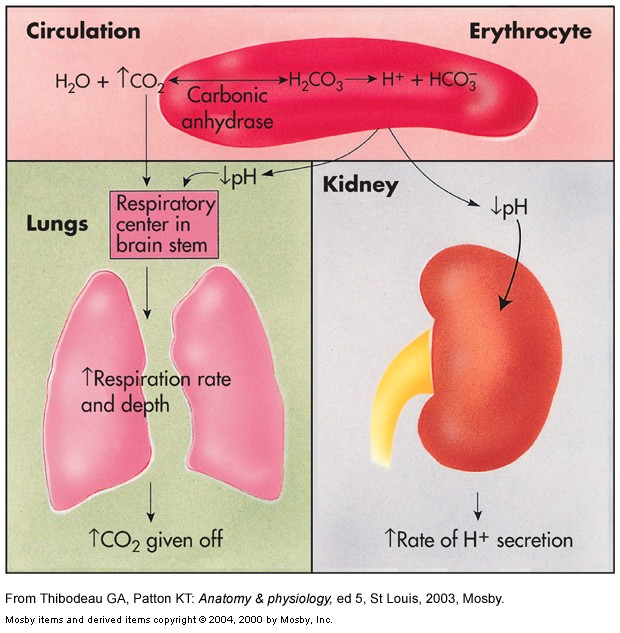 Circulation
Erythrocyte
H₂O + ↑CO₂ ↔ H₂CO₃ → H⁺ + HCO₃⁻
Carbonic
anhydrase
↓pH
Kidney
↓pH
Respiratory
center in
brain stem
Lungs
↑Respiration rate
and depth
↑CO₂ given off
↑Rate of H⁺ secretion
From Thibodeau GA, Patton KT: Anatomy & physiology, ed 5, St Louis, 2003, Mosby.
Mosby items and derived items copyright © 2004, 2000 by Mosby, Inc.